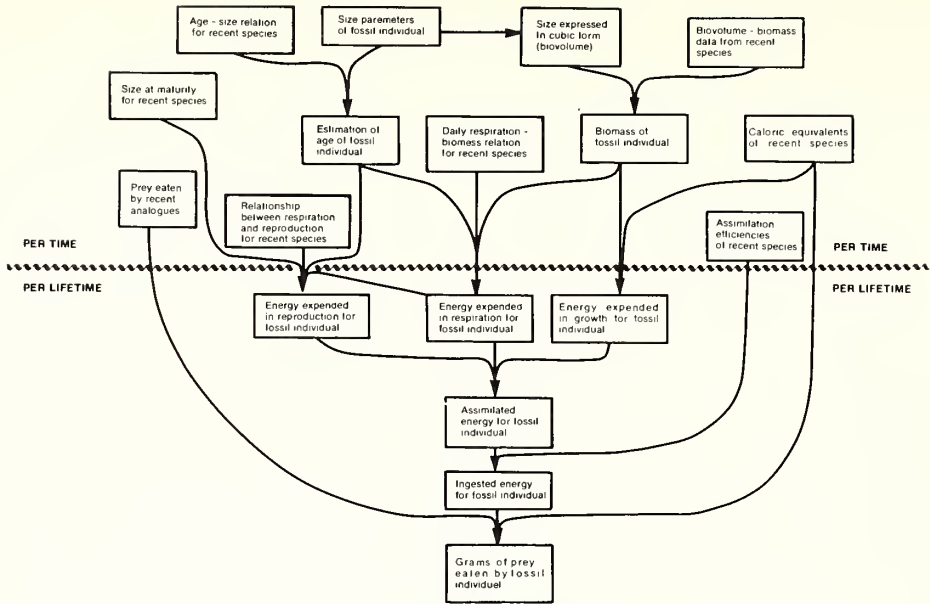 Age - size relation
for recent species
Size parameters
of fossil individual
Size expressed
in cubic form
(biovolume)
Biovolume - biomass
data from recent
species
Size at maturity
for recent species
Estimation of
age of fossil
individual
Daily respiration -
biomess relation
for recent species
Biomass of
fossil individual
Caloric equivalents
of recent species
Prey eaten
by recent
analogues
Relationship
between respiration
and reproduction
for recent species
Assimilation
efficiencies
of recent species
PER TIME
PER TIME
PER LIFETIME
PER LIFETIME
Energy expended
in reproduction for
fossil individual
Energy expended
in respiration for
fossil individual
Energy expended
in growth for fossil
individual
Assimilated
energy for fossil
individual
Ingested energy
for fossil individual
Grams of prey
eaten by fossil
individuel